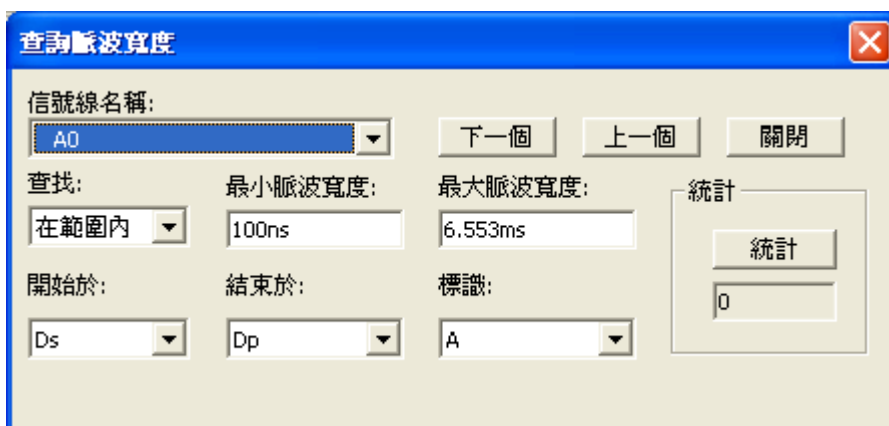 查詢脈波寬度
信號線名稱:
A0
下一個 上一個 關閉
查找: 最小脈波寬度: 最大脈波寬度: 統計
在範圍內 100ns 6.553ms 統計
開始於: 結束於: 標識: 0
Ds Dp A